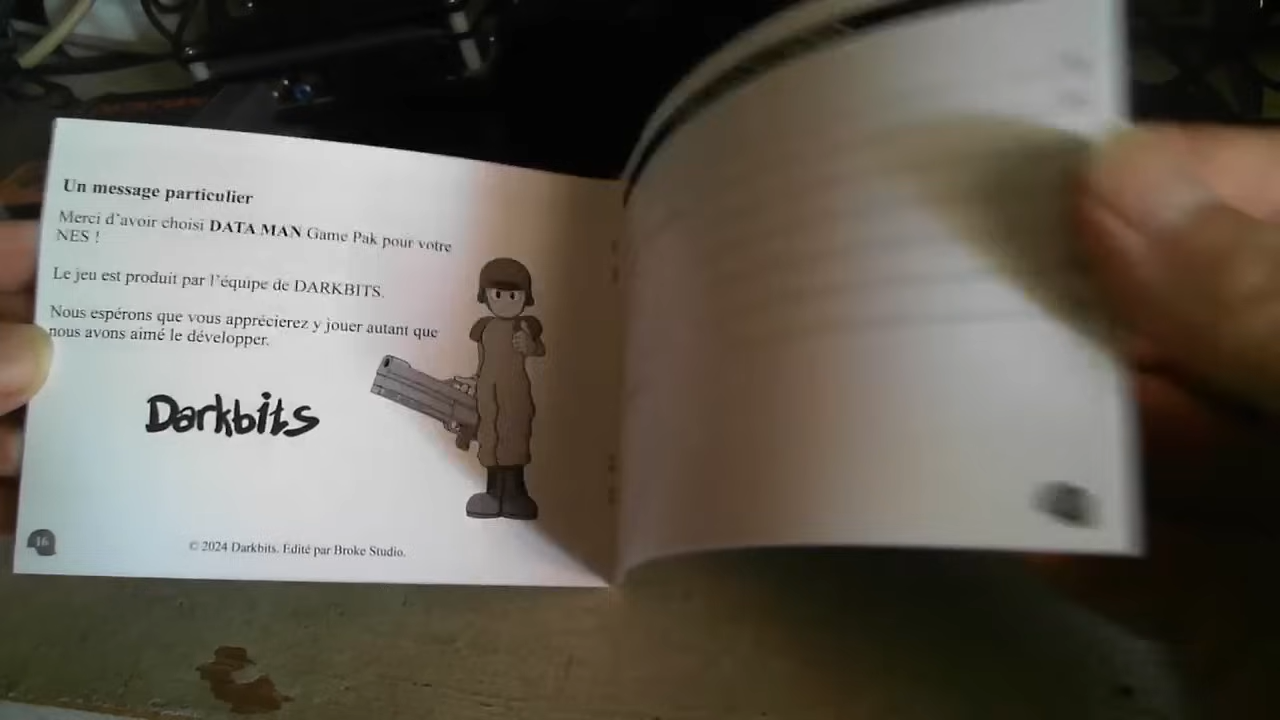 Un message particulier
Merci d'avoir choisi DATA MAN Game Pak pour votre
NES !
Le jeu est produit par l'équipe de DARKBITS.
Nous espérons que vous apprécierez y jouer autant que
nous avons aimé le développer.
Darkbits
16
© 2024 Darkbits. Edité par Broke Studio.